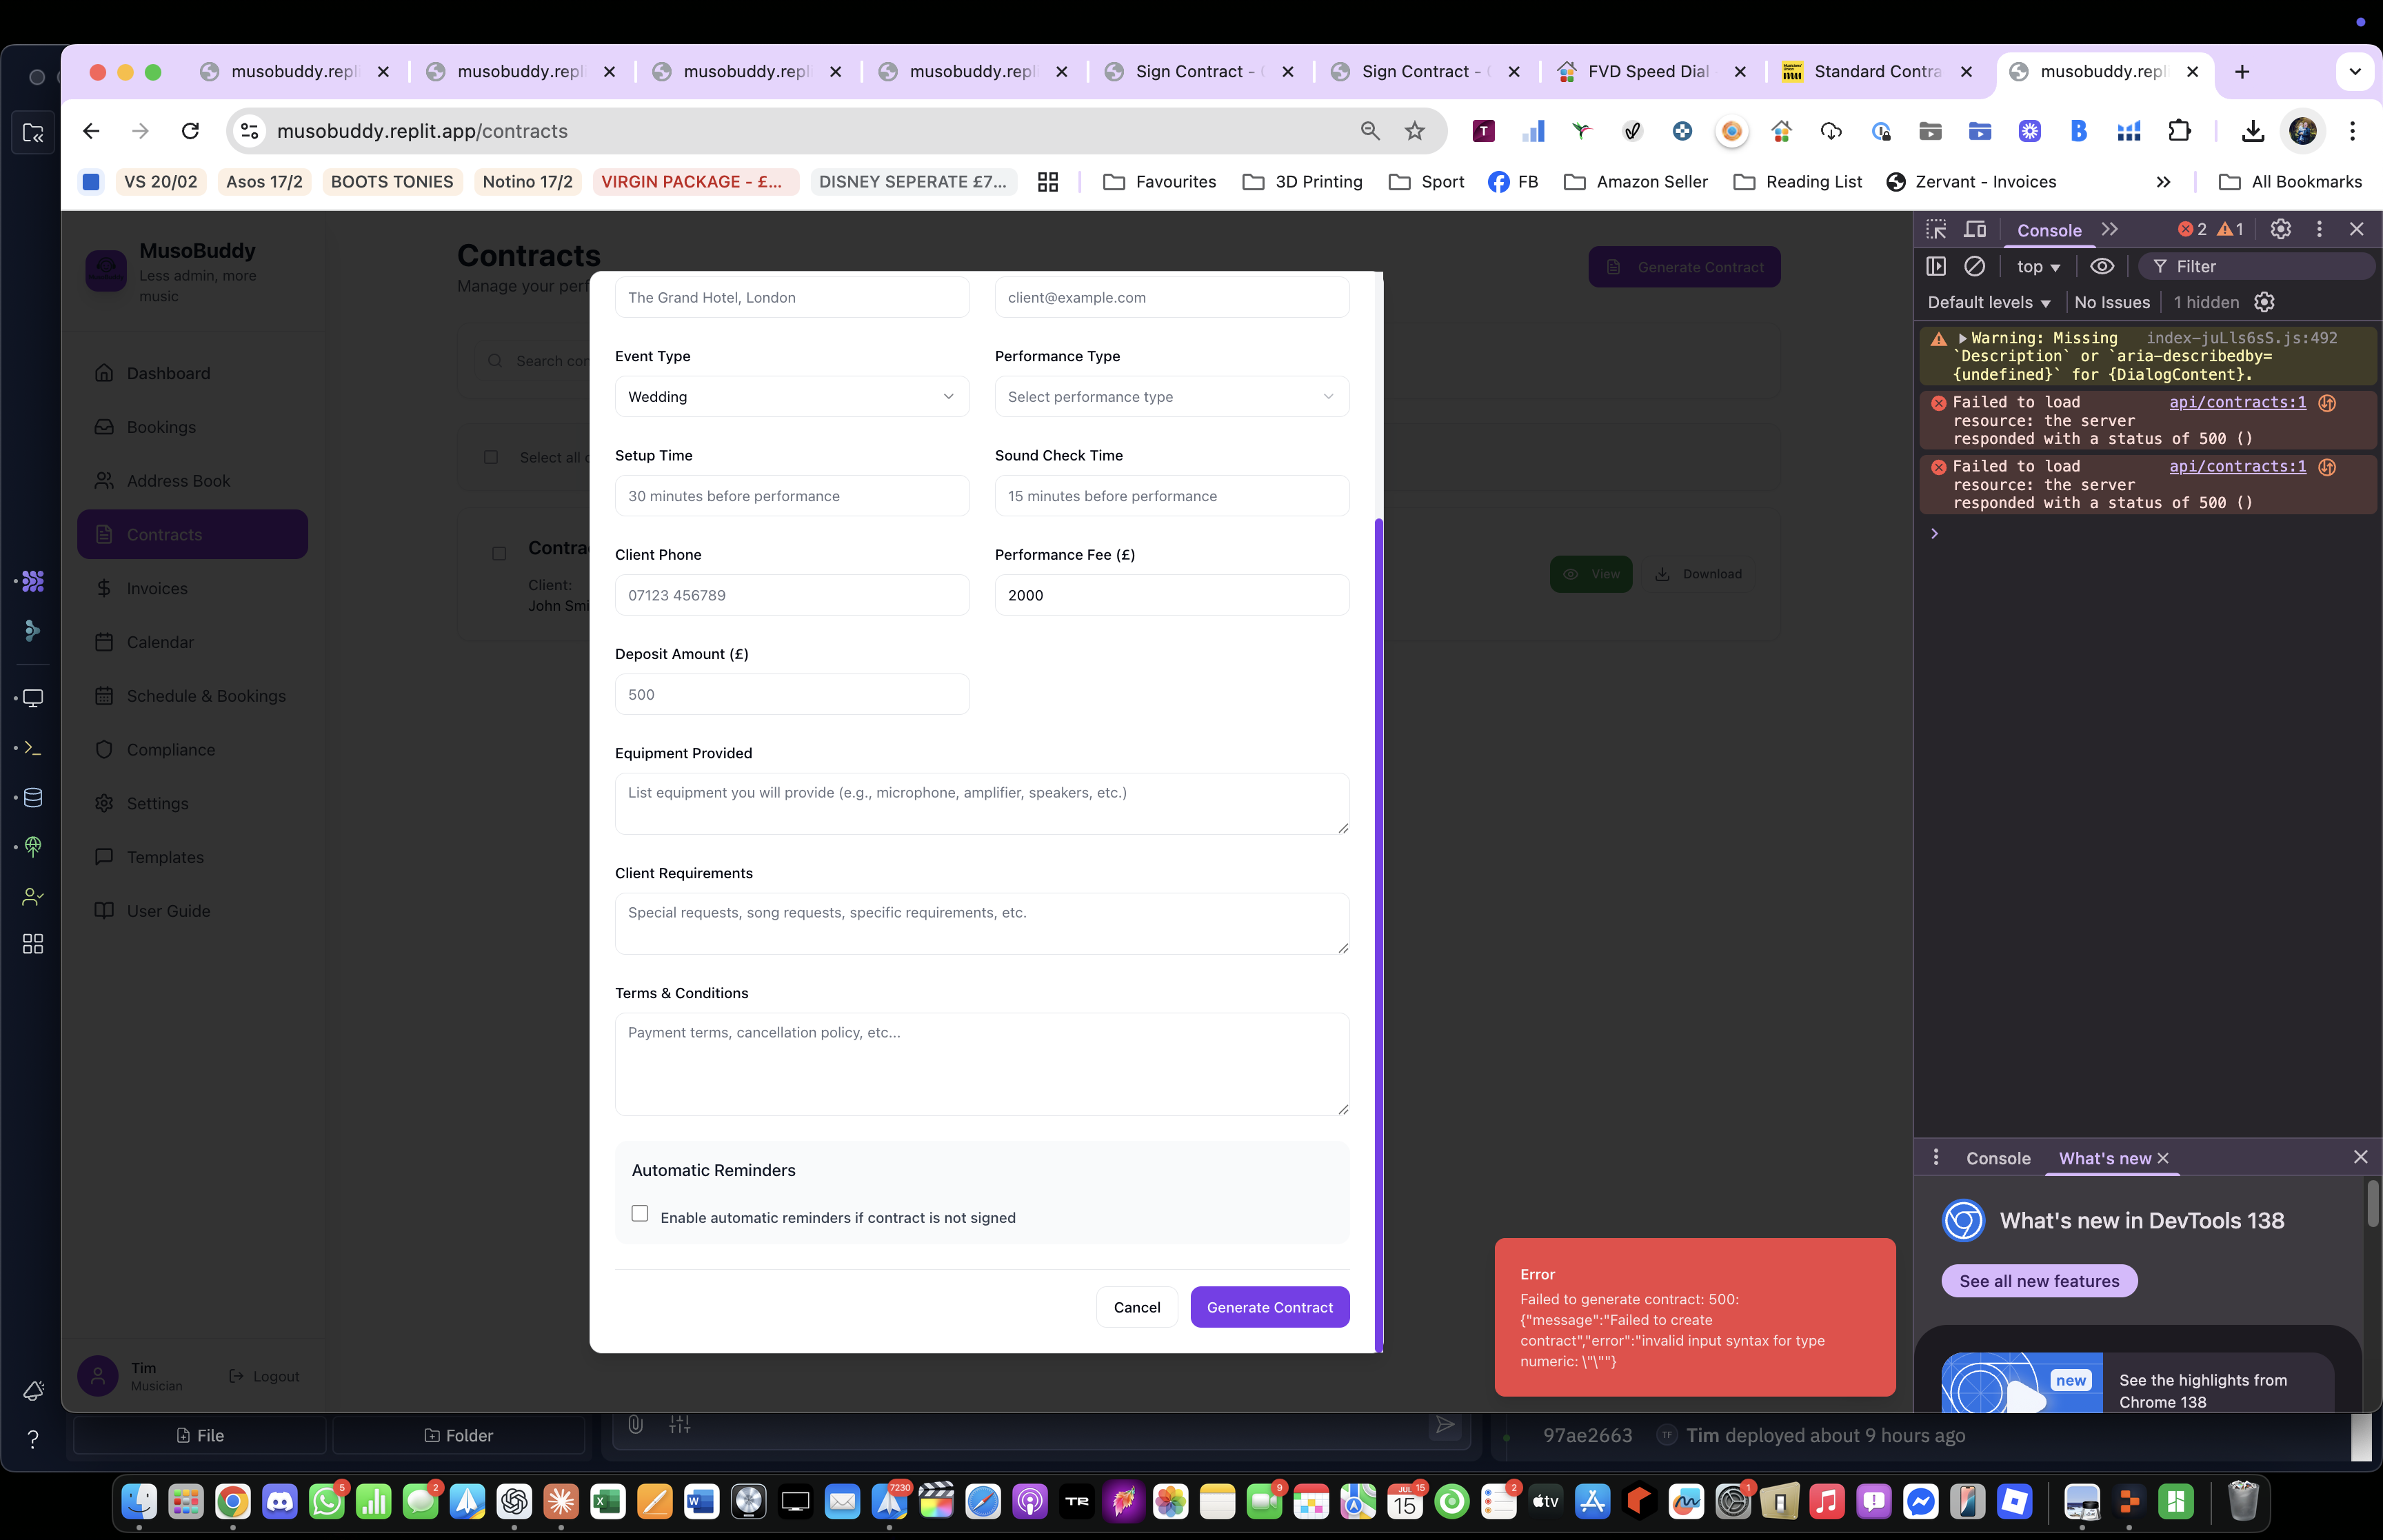 musobuddy.repl
musobuddy.repl
musobuddy.repl
musobuddy.repl
Sign Contract -
Sign Contract -
FVD Speed Dial
Standard Contra
musobuddy.repl
musobuddy.replit.app/contracts
VS 20/02
Asos 17/2
BOOTS TONIES
Notino 17/2
VIRGIN PACKAGE - £...
DISNEY SEPERATE £7...
Favourites
3D Printing
Sport
FB
Amazon Seller
Reading List
Zervant - Invoices
All Bookmarks
MusoBuddy
Less admin, more
music
Dashboard
Bookings
Address Book
Contracts
Invoices
Calendar
Schedule & Bookings
Compliance
Settings
Templates
User Guide
Tim
Musician
Logout
Contracts
Manage your perf
Generate Contract
Search con
Select all c
Contra
Client:
John Smi
View
Download
The Grand Hotel, London
client@example.com
Event Type
Performance Type
Wedding
Select performance type
Setup Time
Sound Check Time
30 minutes before performance
15 minutes before performance
Client Phone
Performance Fee (£)
07123 456789
2000
Deposit Amount (£)
500
Equipment Provided
List equipment you will provide (e.g., microphone, amplifier, speakers, etc.)
Client Requirements
Special requests, song requests, specific requirements, etc.
Terms & Conditions
Payment terms, cancellation policy, etc...
Automatic Reminders
Enable automatic reminders if contract is not signed
Cancel
Generate Contract
Error
Failed to generate contract: 500:
{"message":"Failed to create
contract","error":"invalid input syntax for type
numeric: \"\""}
Console
2
1
top
Filter
Default levels
No Issues
1 hidden
Warning: Missing index-juLls6sS.js:492
`Description` or `aria-describedby=
{undefined}` for {DialogContent}.
Failed to load api/contracts:1
resource: the server
responded with a status of 500 ()
Failed to load api/contracts:1
resource: the server
responded with a status of 500 ()
Console
What's new
What's new in DevTools 138
See all new features
new
See the highlights from
Chrome 138
File
Folder
97ae2663
TF
Tim deployed about 9 hours ago
5
2
7230
9
JUL 15
15
2
1
TR
tv